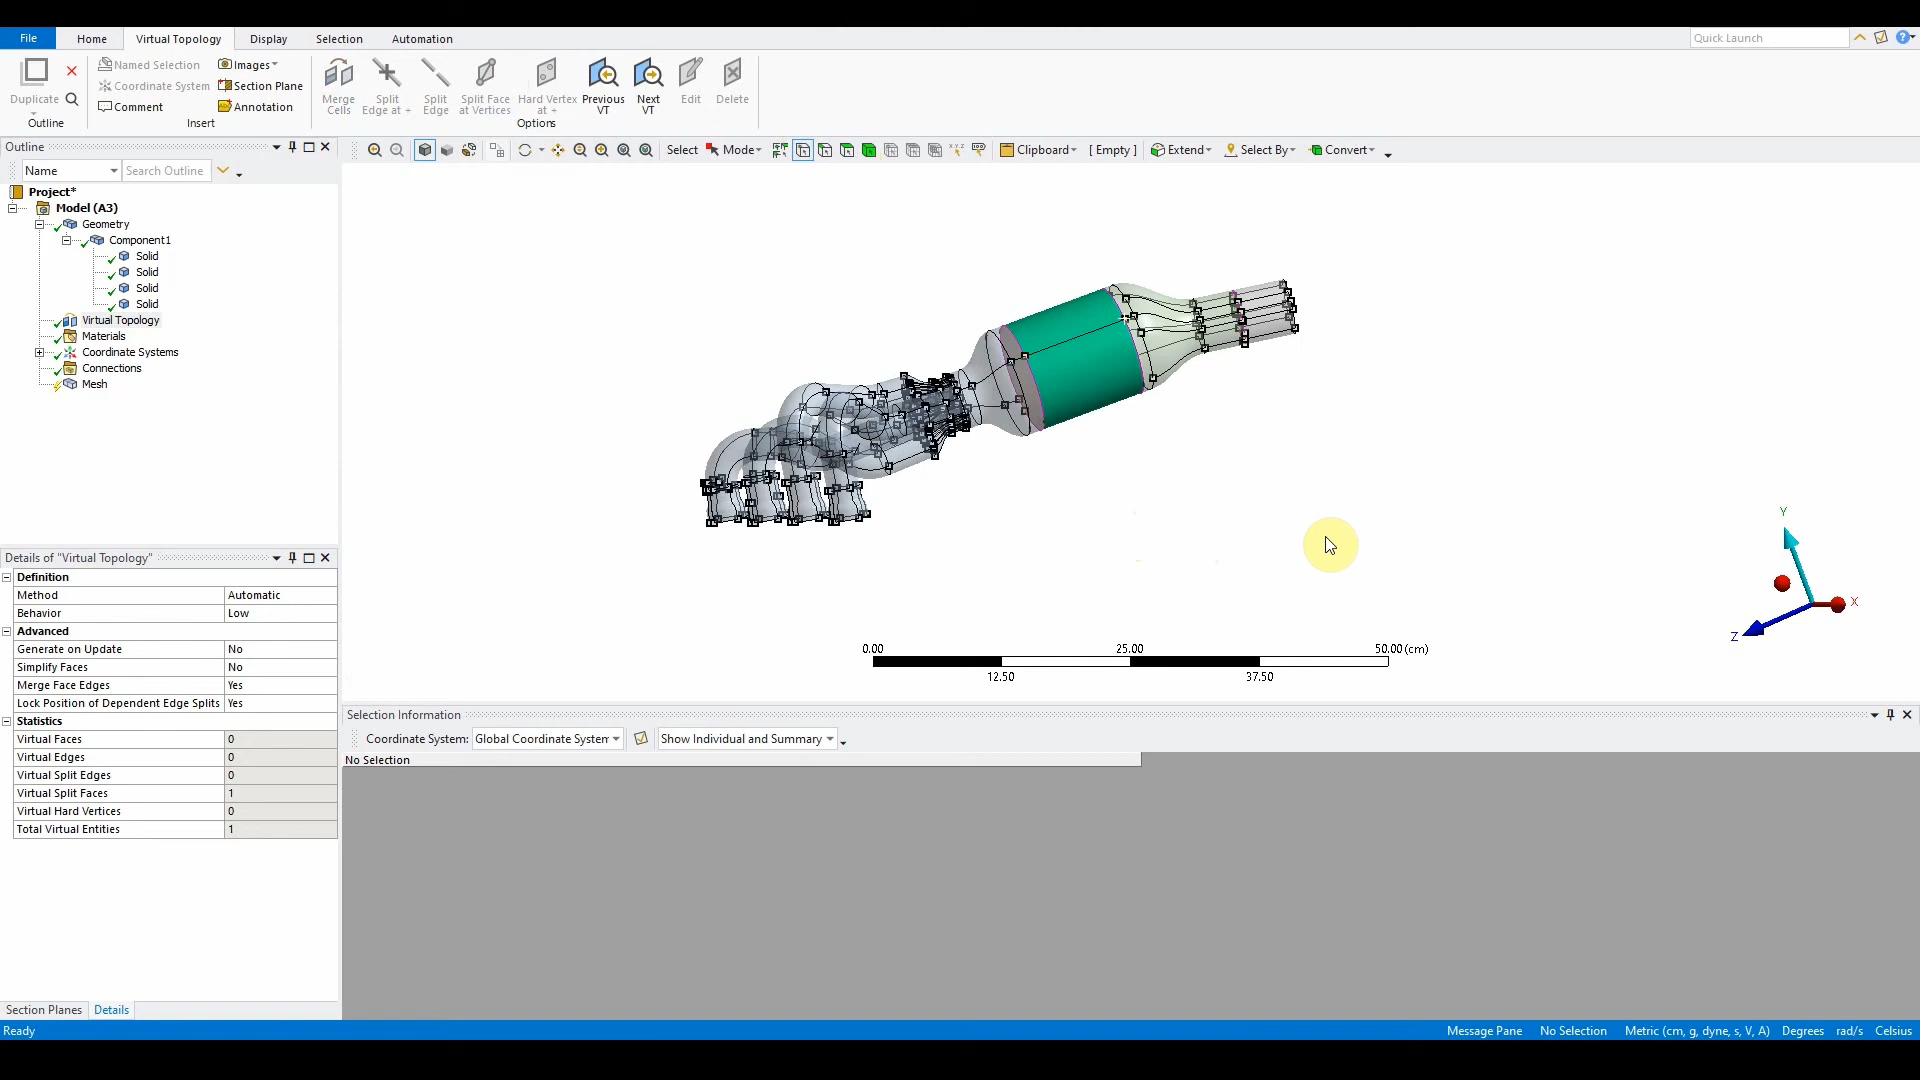 File Home Virtual Topology Display Selection Automation Quick Launch
Duplicate
Outline
Named Selection
Coordinate System
Comment
Images
Section Plane
Annotation
Insert
Merge Cells
Split Edge at +
Split Edge
Split Face at Vertices
Hard Vertex at +
Previous VT
Next VT
Edit
Delete
Options
Outline
Name Search Outline
Project*
Model (A3)
Geometry
Component1
Solid
Solid
Solid
Solid
Virtual Topology
Materials
Coordinate Systems
Connections
Mesh
Select Mode Clipboard [ Empty ] Extend Select By Convert
Y
X
Z
0.00 25.00 50.00 (cm)
12.50 37.50
Details of "Virtual Topology"
Definition
Method Automatic
Behavior Low
Advanced
Generate on Update No
Simplify Faces No
Merge Face Edges Yes
Lock Position of Dependent Edge Splits Yes
Statistics
Virtual Faces 0
Virtual Edges 0
Virtual Split Edges 0
Virtual Split Faces 1
Virtual Hard Vertices 0
Total Virtual Entities 1
Section Planes Details
Selection Information
Coordinate System: Global Coordinate System Show Individual and Summary
No Selection
Ready Message Pane No Selection Metric (cm, g, dyne, s, V, A) Degrees rad/s Celsius